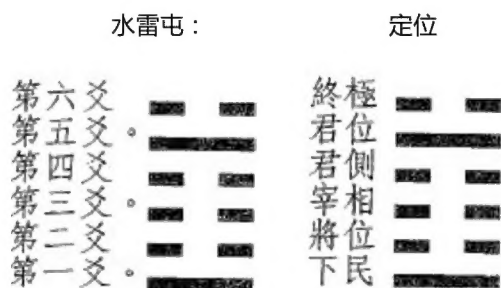 水雷屯：
定位
第六爻
第五爻。
第四爻
第三爻。
第二爻
第一爻。
終極
君位
君側
宰相
將位
下民